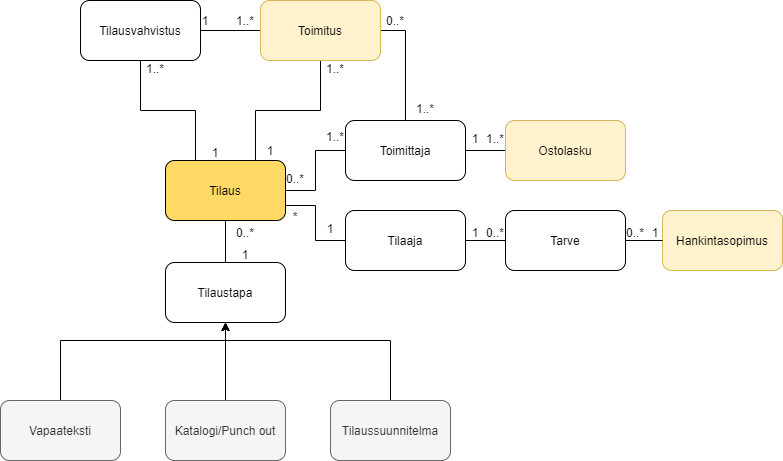 Tilausvahvistus
1
1..*
Toimitus
0..*
1..*
1..*
1..*
1
1
1..*
Toimittaja
1
1..*
Ostolasku
Tilaus
0..*
*
1
Tilaaja
1
0..*
Tarve
0..*
1
Hankintasopimus
0..*
1
Tilaustapa
Vapaateksti
Katalogi/Punch out
Tilaussuunnitelma